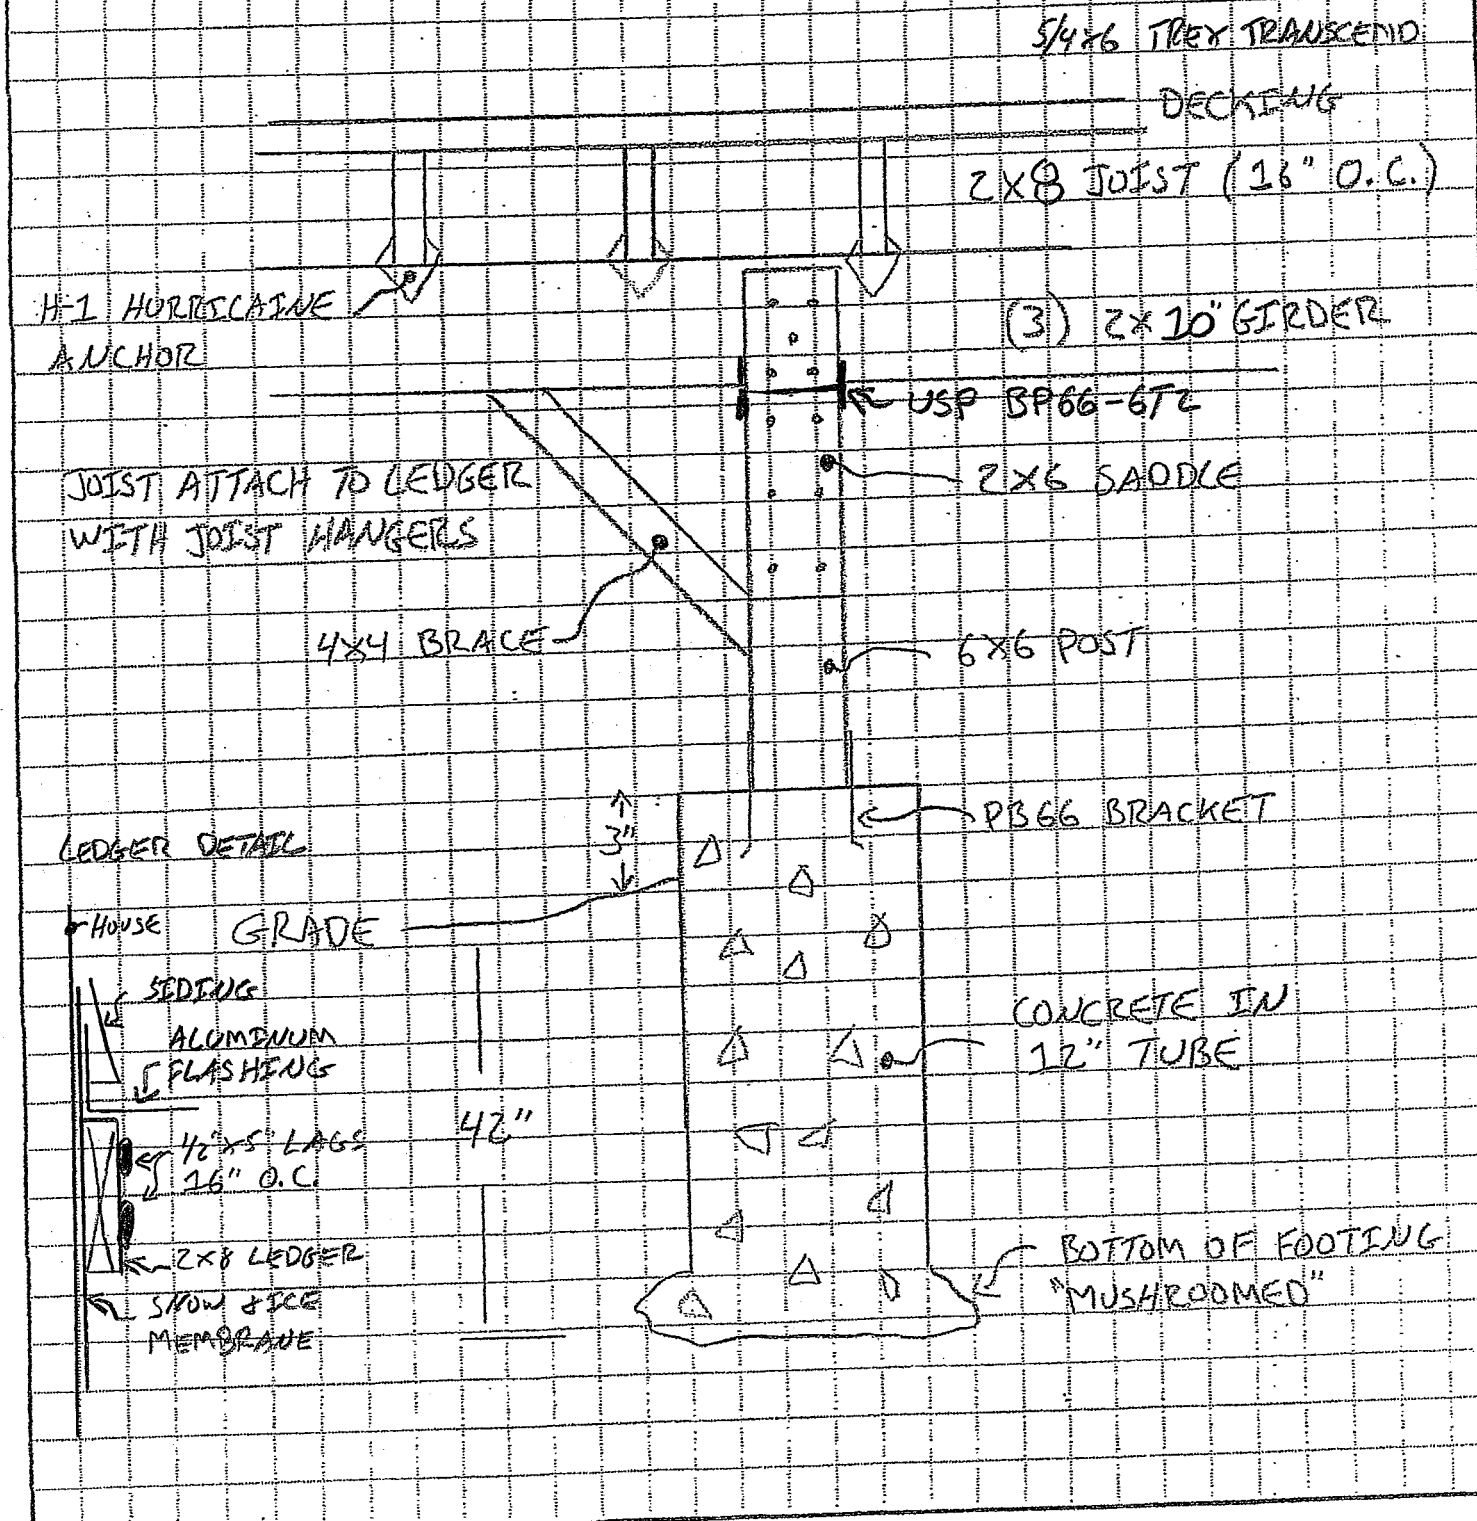 5/4x6 TREX TRANSCEND
DECKING
2X8 JOIST (16" O.C.)
H-1 HURRICAINE
ANCHOR
(3) 2X10" GIRDER
USP BP66-6TZ
JOIST ATTACH TO LEDGER
WITH JOIST HANGERS
2X6 SADDLE
4X4 BRACE
6X6 POST
3"
PB66 BRACKET
LEDGER DETAIL
HOUSE
GRADE
SIDING
ALUMINUM
FLASHING
CONCRETE IN
12" TUBE
42"
1/2"X5" LAGS
16" O.C.
2X8 LEDGER
SNOW & ICE
MEMBRANE
BOTTOM OF FOOTING
"MUSHROOMED"